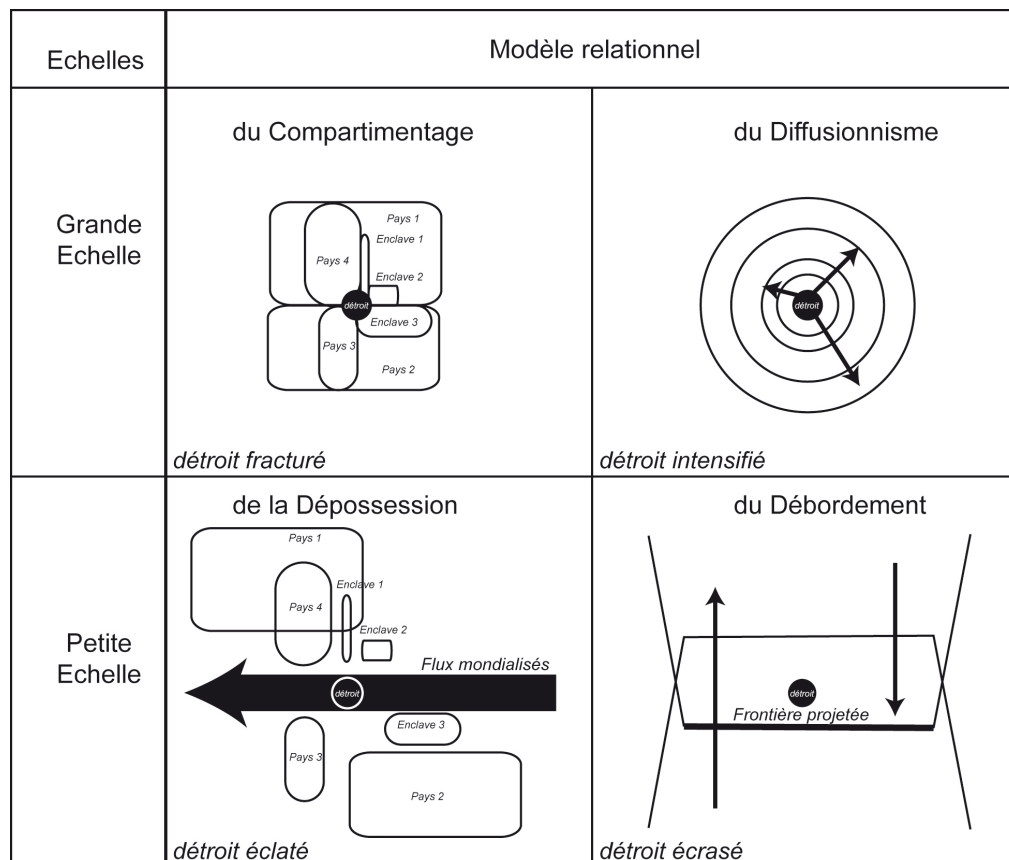 Echelles
Modèle relationnel
Grande
Echelle
du Compartimentage
Pays 1
Enclave 1
Pays 4
Enclave 2
détroit
Enclave 3
Pays 3
Pays 2
détroit fracturé
du Diffusionnisme
détroit
détroit intensifié
Petite
Echelle
de la Dépossession
Pays 1
Enclave 1
Pays 4
Enclave 2
Flux mondialisés
détroit
Enclave 3
Pays 3
Pays 2
détroit éclaté
du Débordement
détroit
Frontière projetée
détroit écrasé